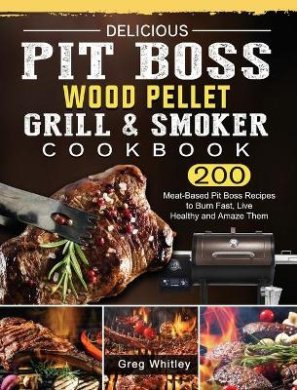 DELICIOUS
PIT BOSS
WOOD PELLET
GRILL & SMOKER
COOKBOOK
200
Meat-Based Pit Boss Recipes
to Burn Fast, Live
Healthy and Amaze Them
Greg Whitley